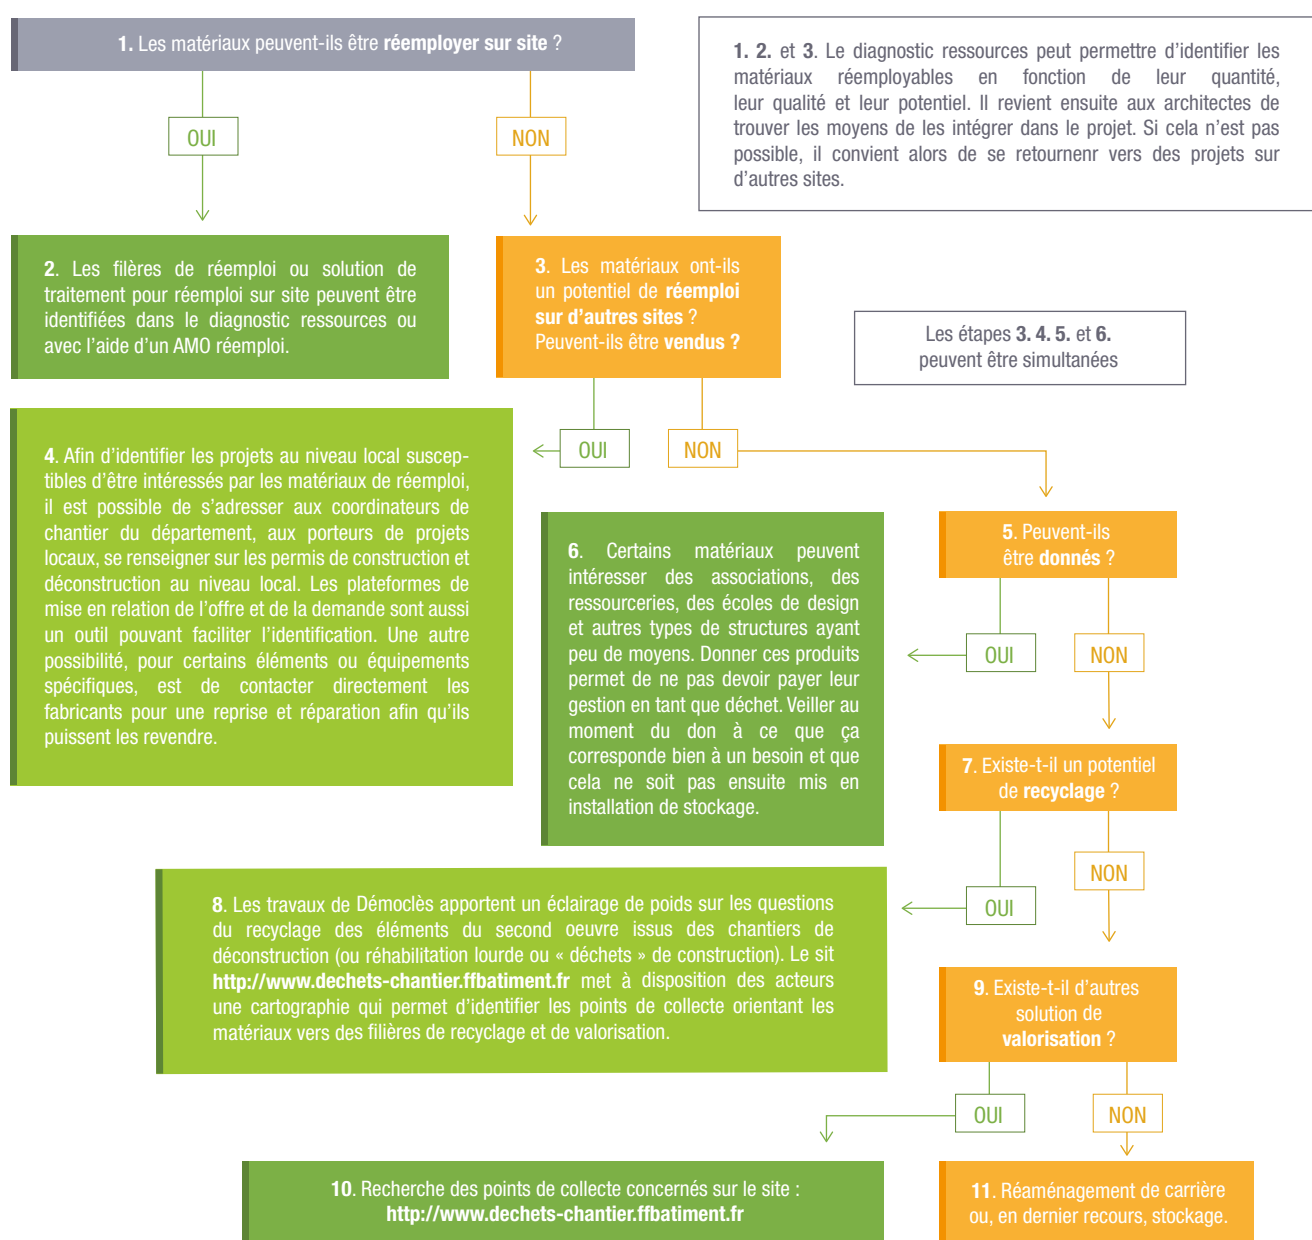 1. Les matériaux peuvent-ils être réemployer sur site ?
1. 2. et 3. Le diagnostic ressources peut permettre d'identifier les
matériaux réemployables en fonction de leur quantité,
leur qualité et leur potentiel. Il revient ensuite aux architectes de
trouver les moyens de les intégrer dans le projet. Si cela n'est pas
possible, il convient alors de se retournenr vers des projets sur
d'autres sites.
OUI
NON
2. Les filères de réemploi ou solution de
traitement pour réemploi sur site peuvent être
identifiées dans le diagnostic ressources ou
avec l'aide d'un AMO réemploi.
3. Les matériaux ont-ils
un potentiel de réemploi
sur d'autres sites ?
Peuvent-ils être vendus ?
Les étapes 3. 4. 5. et 6.
peuvent être simultanées
OUI
NON
4. Afin d'identifier les projets au niveau local suscep-
tibles d'être intéressés par les matériaux de réemploi,
il est possible de s'adresser aux coordinateurs de
chantier du département, aux porteurs de projets
locaux, se renseigner sur les permis de construction et
déconstruction au niveau local. Les plateformes de
mise en relation de l'offre et de la demande sont aussi
un outil pouvant faciliter l'identification. Une autre
possibilité, pour certains éléments ou équipements
spécifiques, est de contacter directement les
fabricants pour une reprise et réparation afin qu'ils
puissent les revendre.
5. Peuvent-ils
être donnés ?
OUI
NON
6. Certains matériaux peuvent
intéresser des associations, des
ressourceries, des écoles de design
et autres types de structures ayant
peu de moyens. Donner ces produits
permet de ne pas devoir payer leur
gestion en tant que déchet. Veiller au
moment du don à ce que ça
corresponde bien à un besoin et que
cela ne soit pas ensuite mis en
installation de stockage.
7. Existe-t-il un potentiel
de recyclage ?
NON
OUI
8. Les travaux de Démoclès apportent un éclairage de poids sur les questions
du recyclage des éléments du second oeuvre issus des chantiers de
déconstruction (ou réhabilitation lourde ou « déchets » de construction). Le sit
http://www.dechets-chantier.ffbatiment.fr met à disposition des acteurs
une cartographie qui permet d'identifier les points de collecte orientant les
matériaux vers des filières de recyclage et de valorisation.
9. Existe-t-il d'autres
solution de
valorisation ?
OUI
NON
10. Recherche des points de collecte concernés sur le site :
http://www.dechets-chantier.ffbatiment.fr
11. Réaménagement de carrière
ou, en dernier recours, stockage.